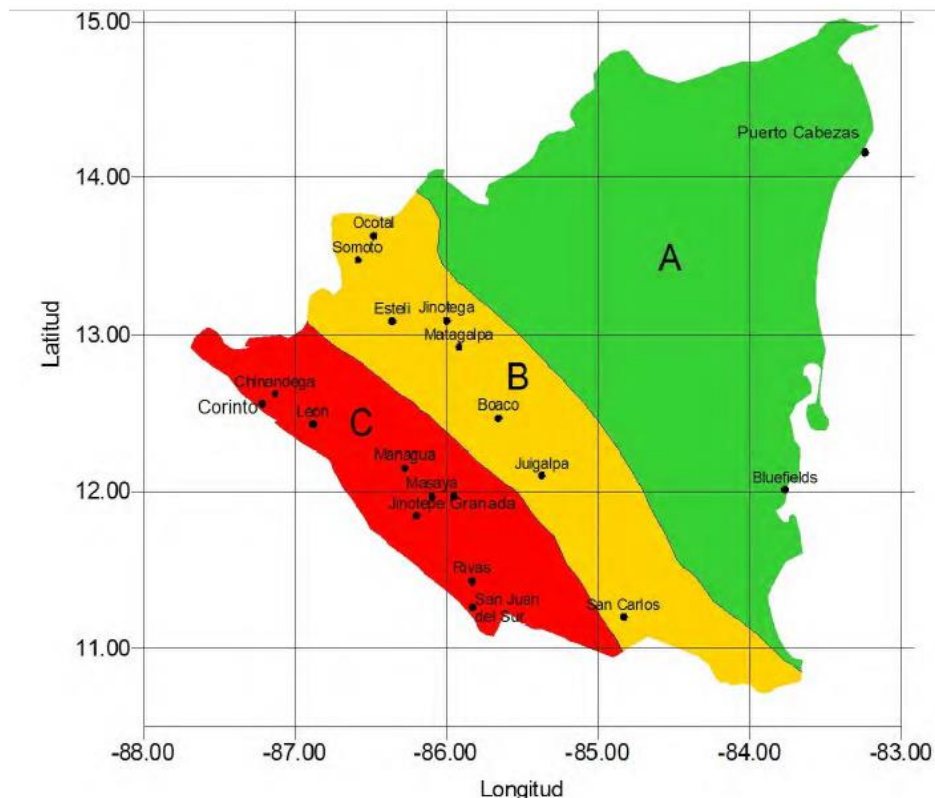 15.00
Puerto Cabezas
14.00
Ocotal
Somoto
A
Latitud
Esteli
Jinotega
13.00
Matagalpa
B
Chinandega
Corinto
Leon
C
Boaco
Managua
Juigalpa
Masaya
12.00
Bluefields
Jinotepe Granada
Rivas
San Juan
del Sur
San Carlos
11.00
-88.00 -87.00 -86.00 -85.00 -84.00 -83.00
Longitud